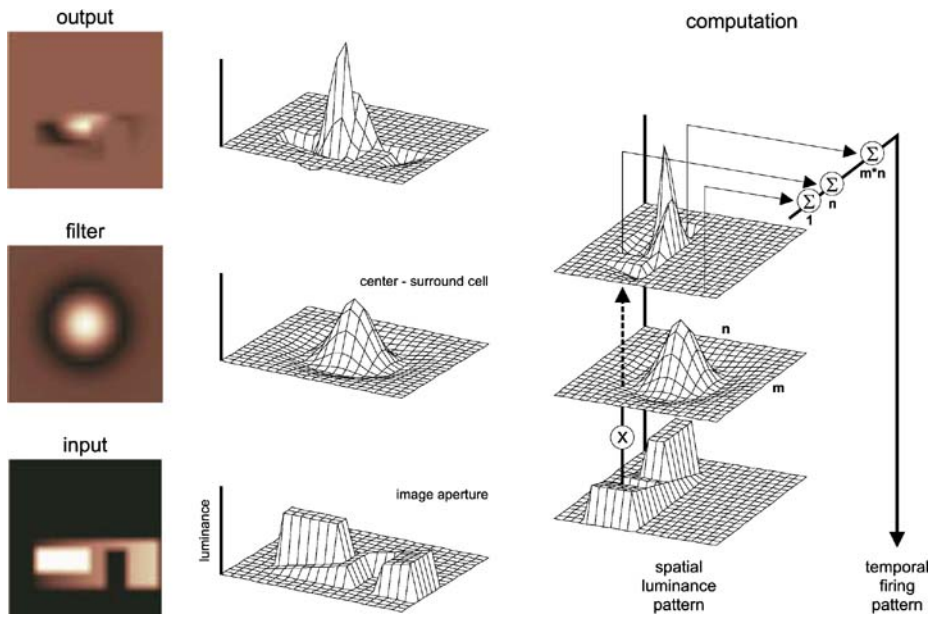 output
computation
Σ
m*n
Σ
n
Σ
1
filter
center - surround cell
n
m
X
input
image aperture
luminance
spatial
luminance
pattern
temporal
firing
pattern